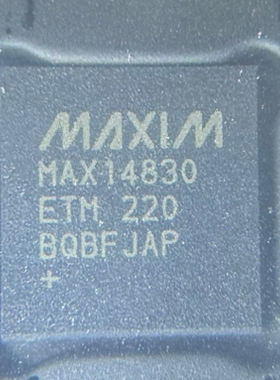 MAXIM
MAX14830
ETM 220
BQBFJAP
+